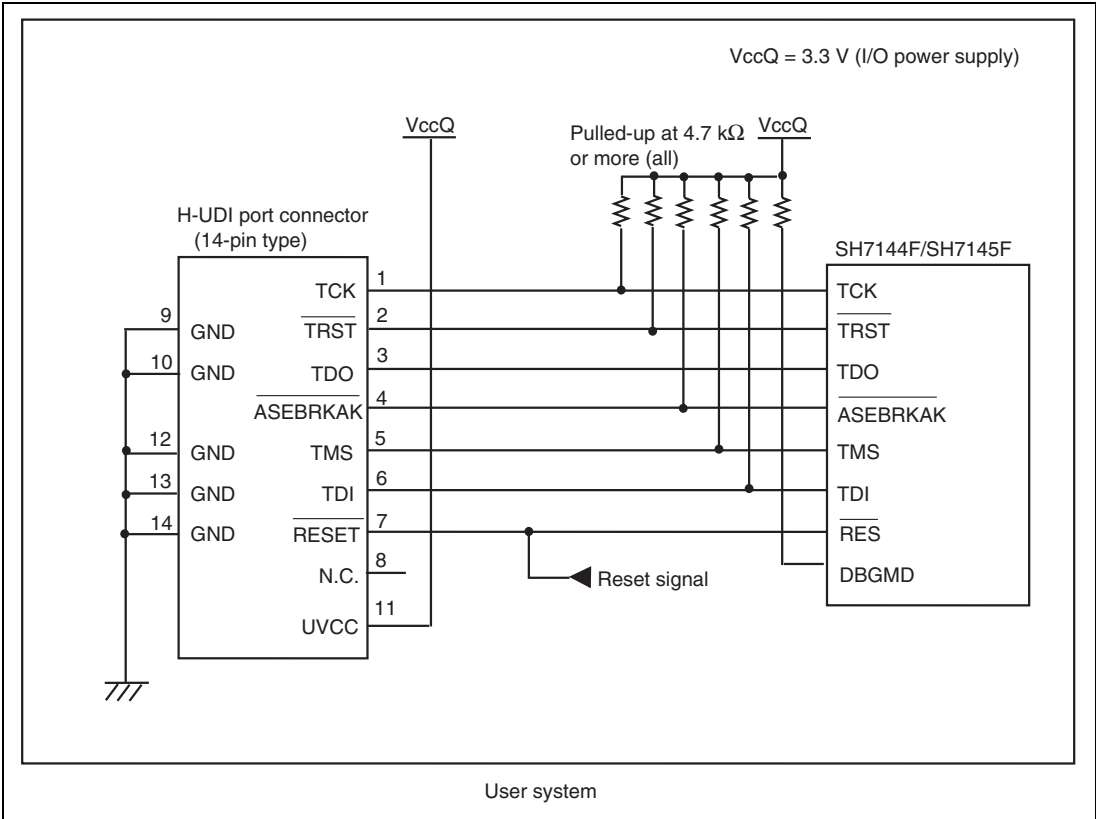 VccQ = 3.3 V (I/O power supply)
VccQ
Pulled-up at 4.7 kΩ
or more (all)
VccQ
H-UDI port connector
(14-pin type)
SH7144F/SH7145F
TCK
1
TCK
9
GND
TRST
2
TRST
10
GND
TDO
3
TDO
ASEBRKAK
4
ASEBRKAK
12
GND
TMS
5
TMS
13
GND
TDI
6
TDI
14
GND
RESET
7
RES
N.C.
8
Reset signal
DBGMD
UVCC
11
User system